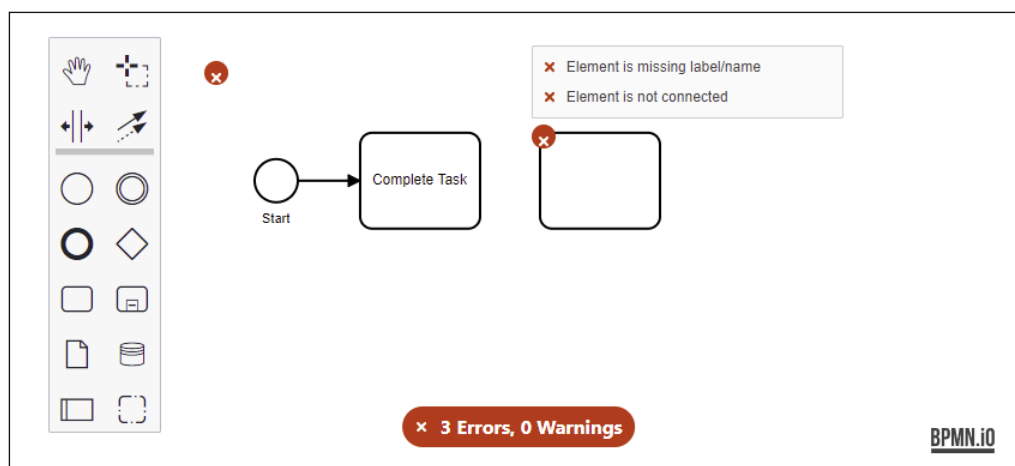 Element is missing label/name
Element is not connected
Complete Task
Start
3 Errors, 0 Warnings
BPMN.iO